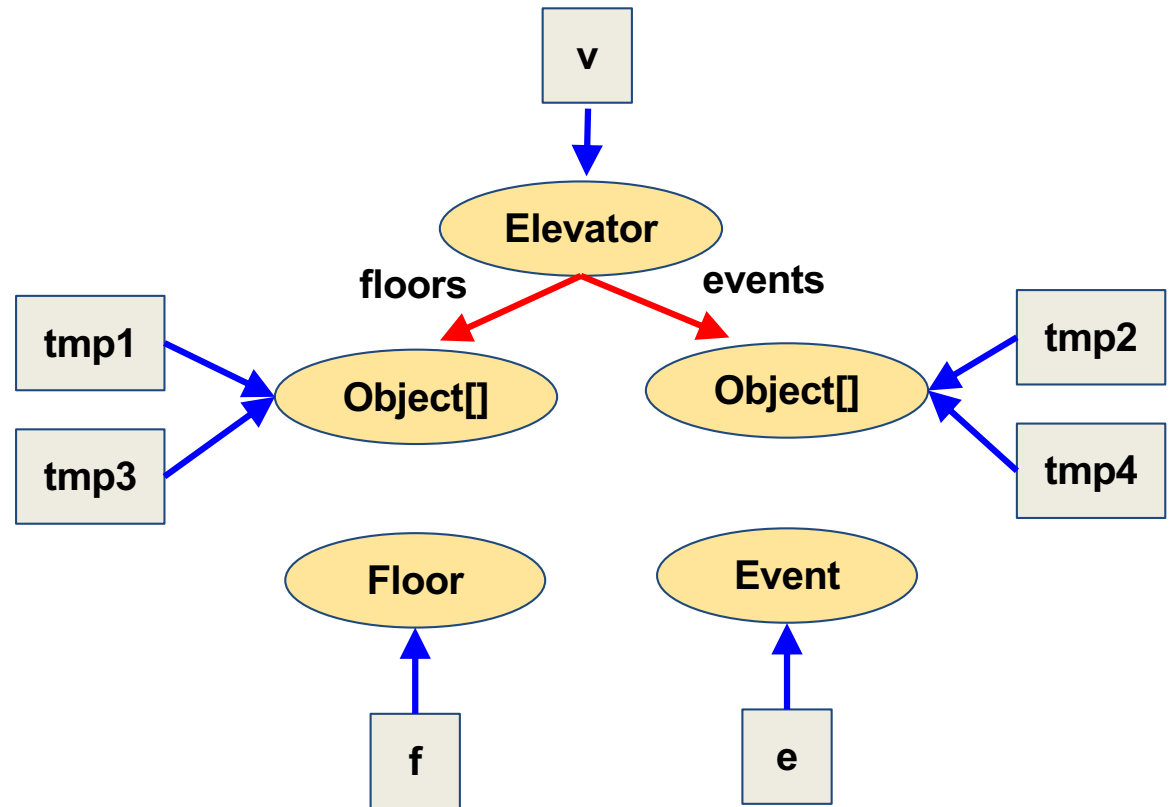 v
Elevator
floors
events
tmp1
tmp2
Object[]
Object[]
tmp3
tmp4
Floor
Event
f
e